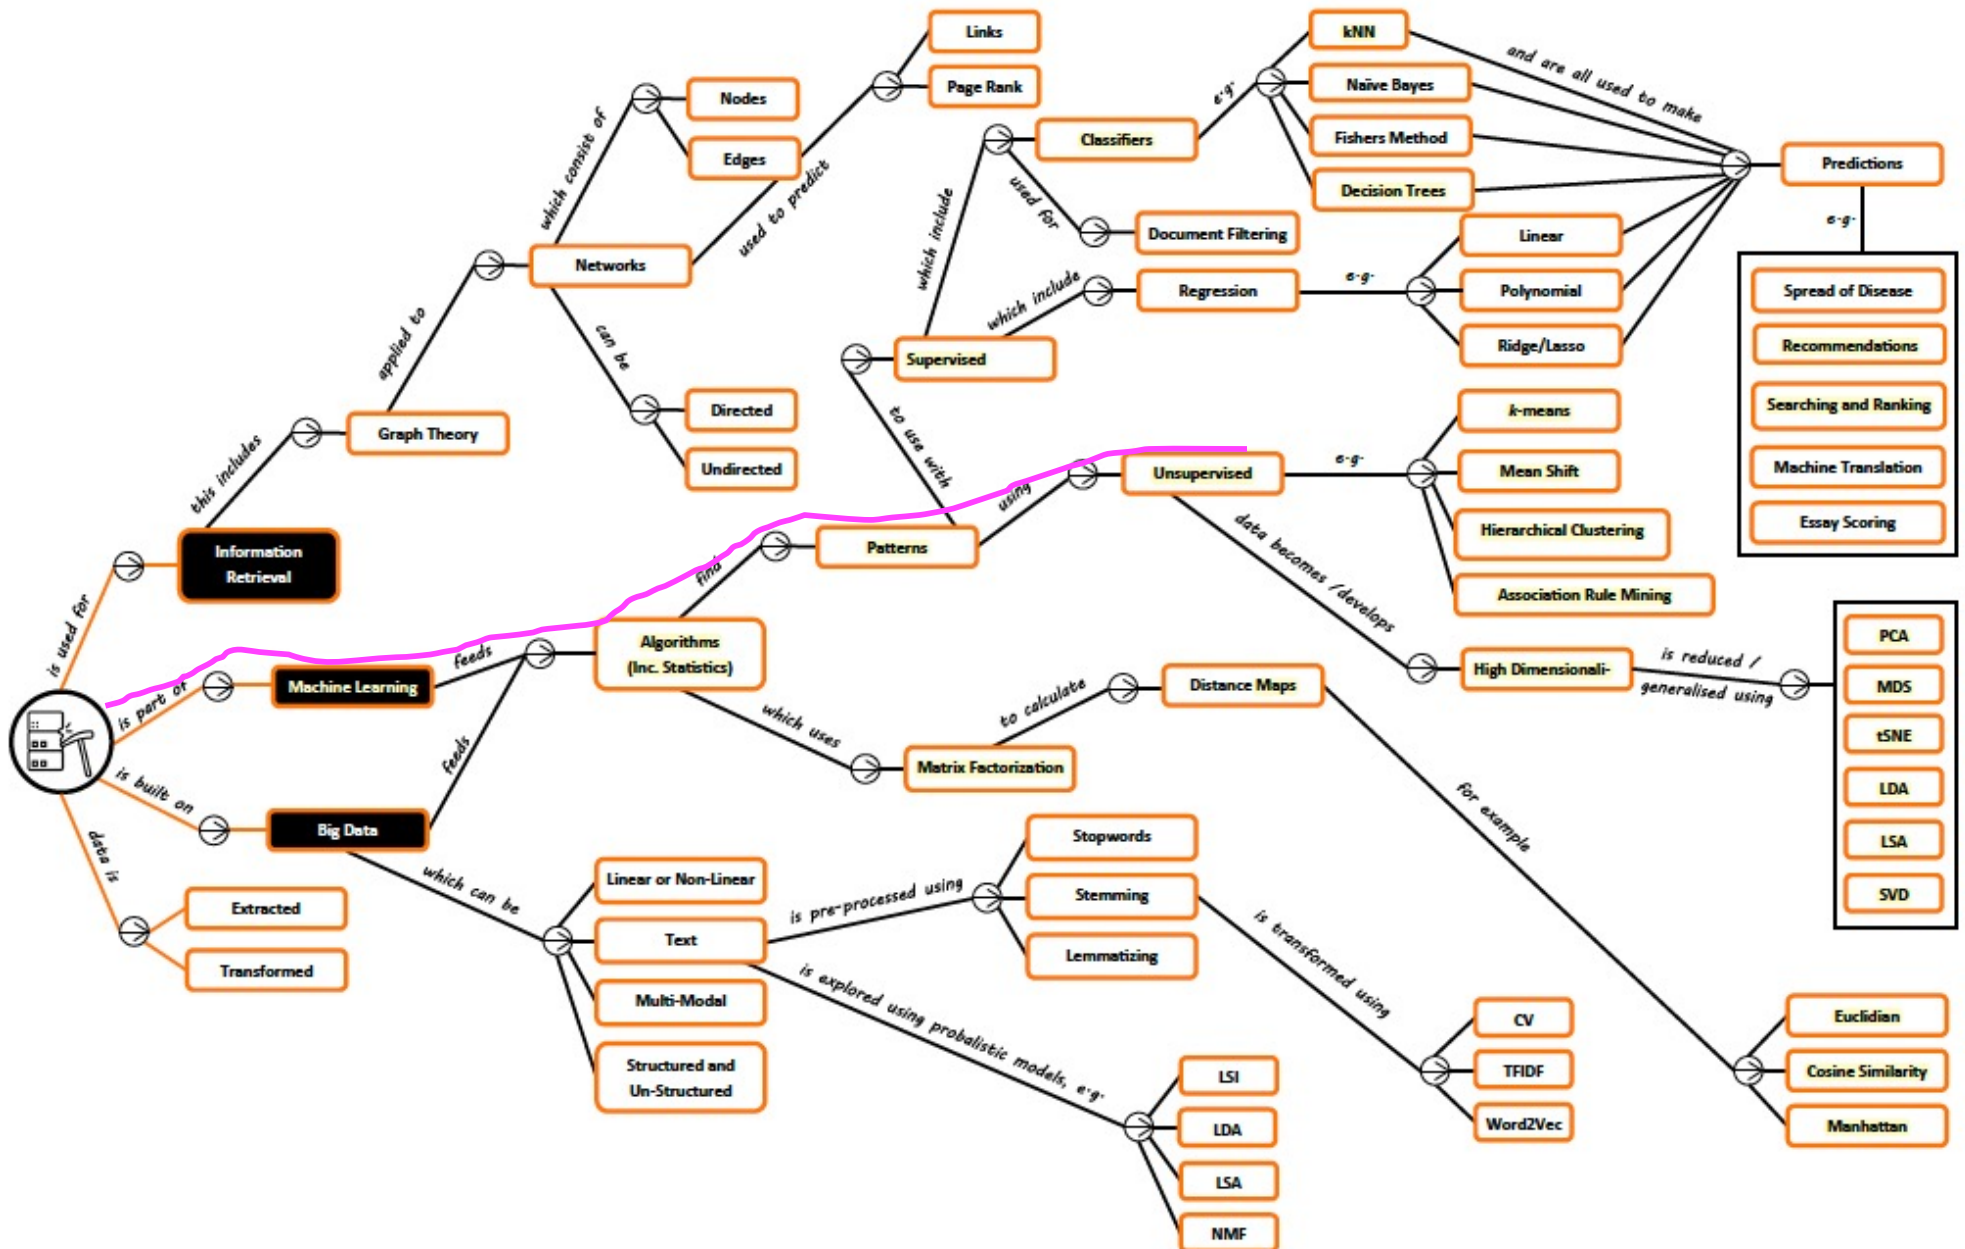 Links
Page Rank
Nodes
Edges
which consist of
used to predict
Networks
applied to
can be
Directed
Undirected
Graph Theory
this includes
Information
Retrieval
is used for
kNN
Naïve Bayes
Fishers Method
Decision Trees
e.g.
and are all used to make
Predictions
e.g.
Classifiers
which include
used for
Document Filtering
which include
Regression
e.g.
Linear
Polynomial
Ridge/Lasso
Supervised
to use with
Spread of Disease
Recommendations
Searching and Ranking
Machine Translation
Essay Scoring
Unsupervised
e.g.
k-means
Mean Shift
Hierarchical Clustering
Association Rule Mining
using
Patterns
find
data becomes / develops
High Dimensionali-
is reduced /
generalised using
PCA
MDS
tSNE
LDA
LSA
SVD
is part of
Machine Learning
feeds
Algorithms
(Inc. Statistics)
which uses
Matrix Factorization
to calculate
Distance Maps
for example
Euclidian
Cosine Similarity
Manhattan
is built on
Big Data
feeds
which can be
Linear or Non-Linear
Text
Multi-Modal
Structured and
Un-Structured
is pre-processed using
Stopwords
Stemming
Lemmatizing
is transformed using
CV
TFIDF
Word2Vec
is explored using probalistic models, e.g.
LSI
LDA
LSA
NMF
data is
Extracted
Transformed